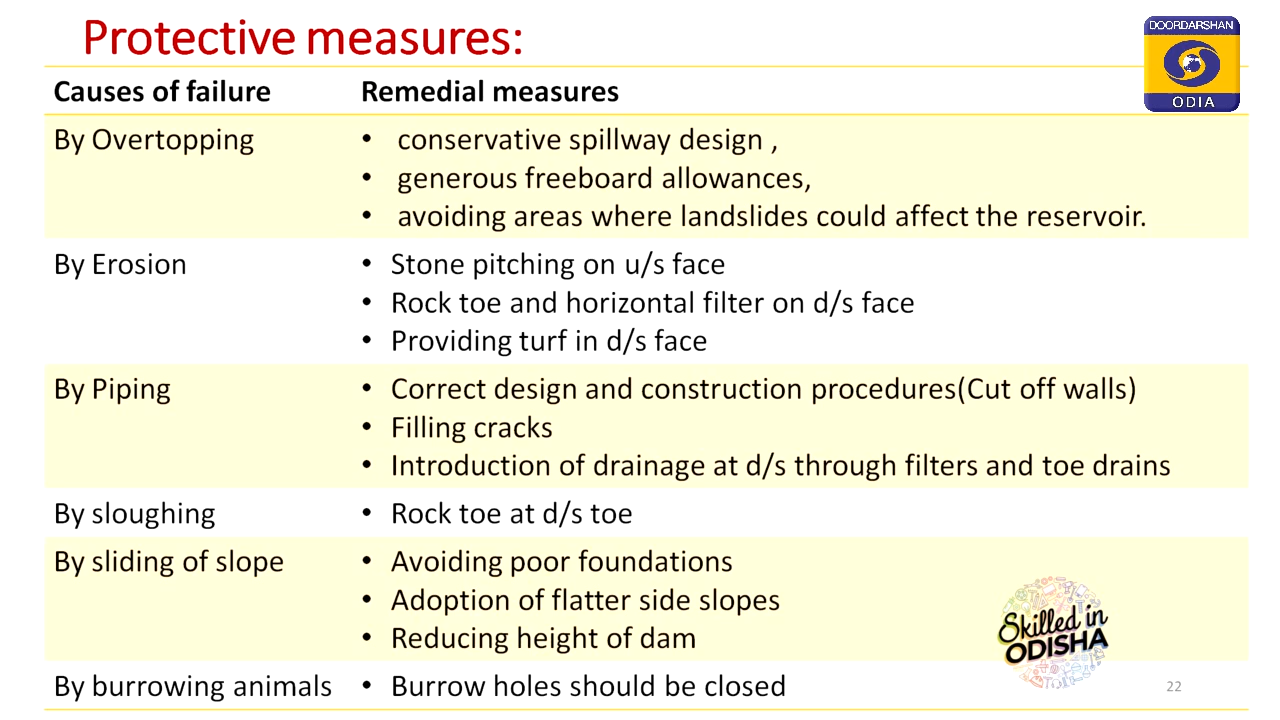 Protective measures:
DOORDARSHAN
ODIA
Causes of failure
Remedial measures
By Overtopping
• conservative spillway design ,
• generous freeboard allowances,
• avoiding areas where landslides could affect the reservoir.
By Erosion
• Stone pitching on u/s face
• Rock toe and horizontal filter on d/s face
• Providing turf in d/s face
By Piping
• Correct design and construction procedures(Cut off walls)
• Filling cracks
• Introduction of drainage at d/s through filters and toe drains
By sloughing
• Rock toe at d/s toe
By sliding of slope
• Avoiding poor foundations
• Adoption of flatter side slopes
• Reducing height of dam
By burrowing animals
• Burrow holes should be closed
Skilled in
ODISHA
22